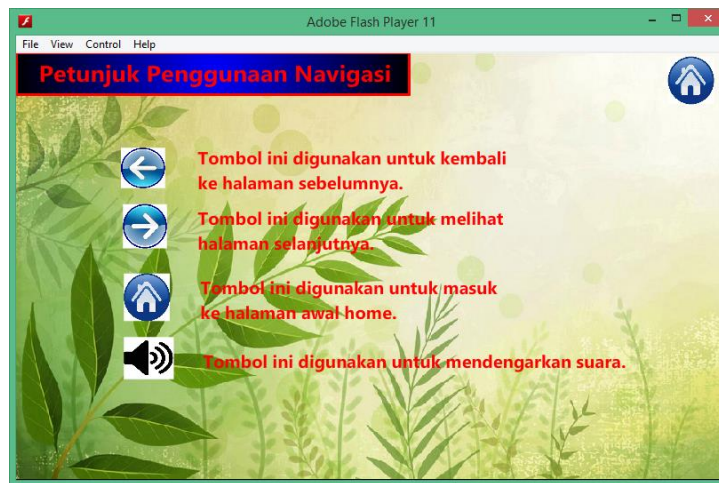 Adobe Flash Player 11
File View Control Help
Petunjuk Penggunaan Navigasi
Tombol ini digunakan untuk kembali
ke halaman sebelumnya.
Tombol ini digunakan untuk melihat
halaman selanjutnya.
Tombol ini digunakan untuk masuk
ke halaman awal home.
Tombol ini digunakan untuk mendengarkan suara.